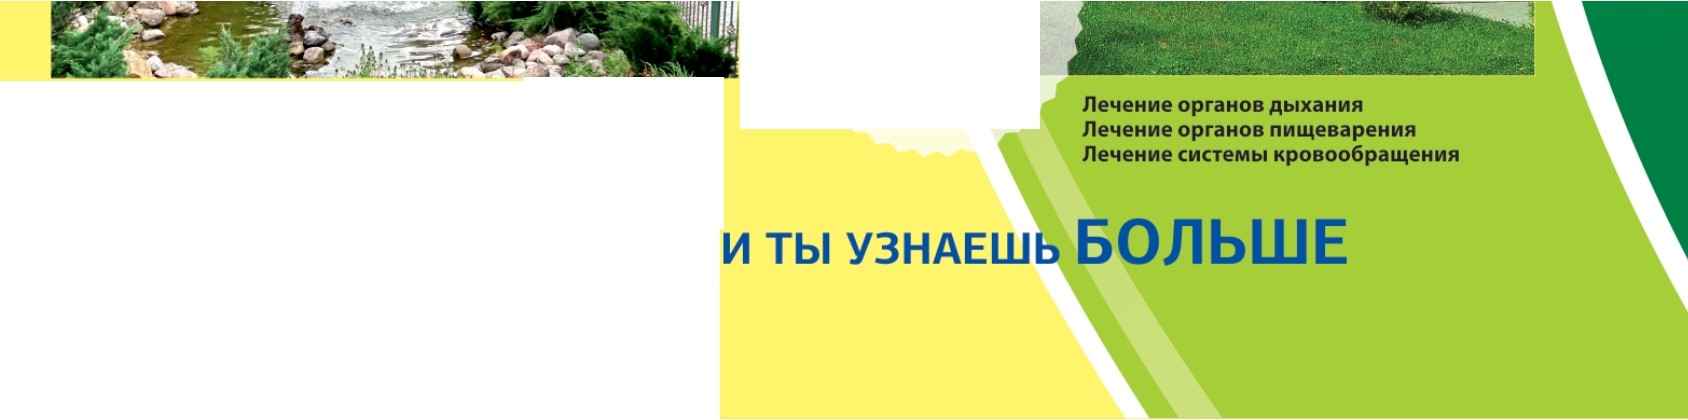 Лечение органов дыхания
Лечение органов пищеварения
Лечение системы кровообращения
И ТЫ УЗНАЕШЬ БОЛЬШЕ